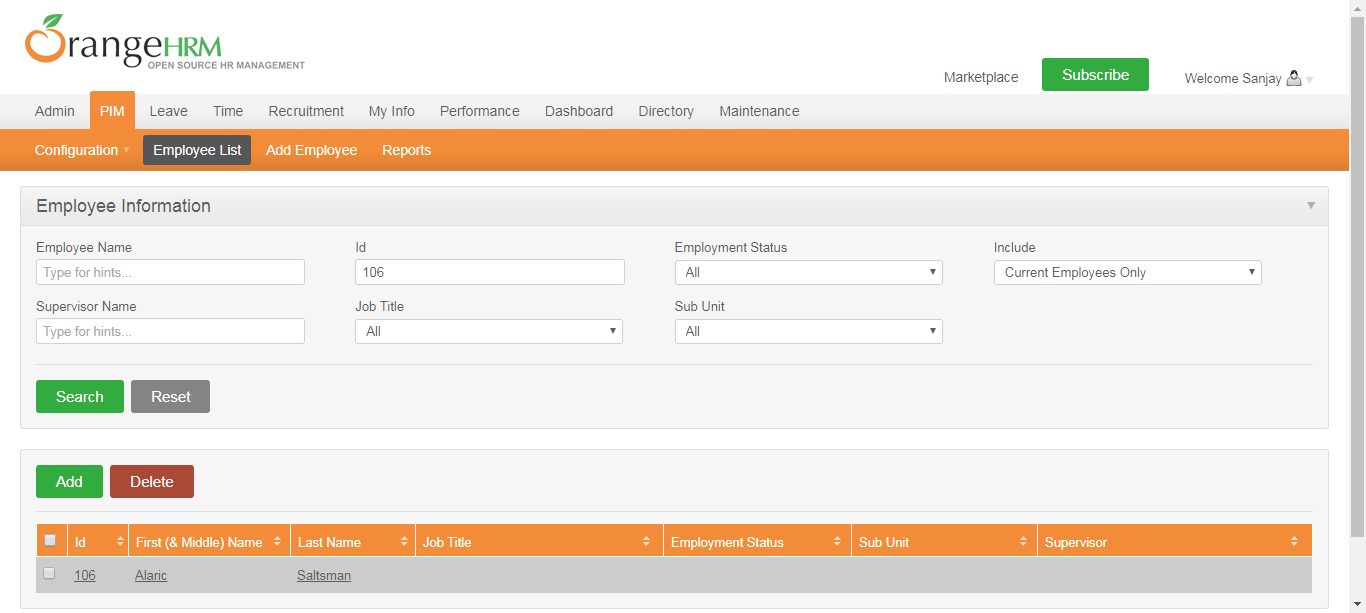 OrangeHRM
OPEN SOURCE HR MANAGEMENT
Marketplace Subscribe Welcome Sanjay
Admin PIM Leave Time Recruitment My Info Performance Dashboard Directory Maintenance
Configuration Employee List Add Employee Reports
Employee Information
Employee Name Id Employment Status Include
Type for hints... 106 All Current Employees Only
Supervisor Name Job Title Sub Unit
Type for hints... All All
Search Reset
Add Delete
Id First (& Middle) Name Last Name Job Title Employment Status Sub Unit Supervisor
106 Alaric Saltsman